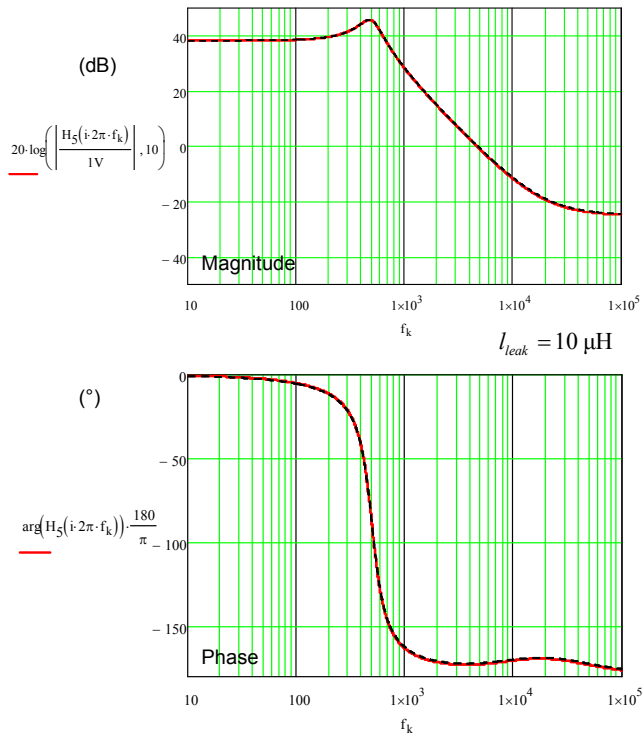 40
(dB)
20
20·log(|H₅(i·2π·fₖ)/1V|, 10)
0
− 20
− 40
Magnitude
10 100 1×10³ 1×10⁴ 1×10⁵
fₖ
l_leak = 10 μH
0
(°)
− 50
arg(H₅(i·2π·fₖ))·180/π
− 100
− 150
Phase
10 100 1×10³ 1×10⁴ 1×10⁵
fₖ